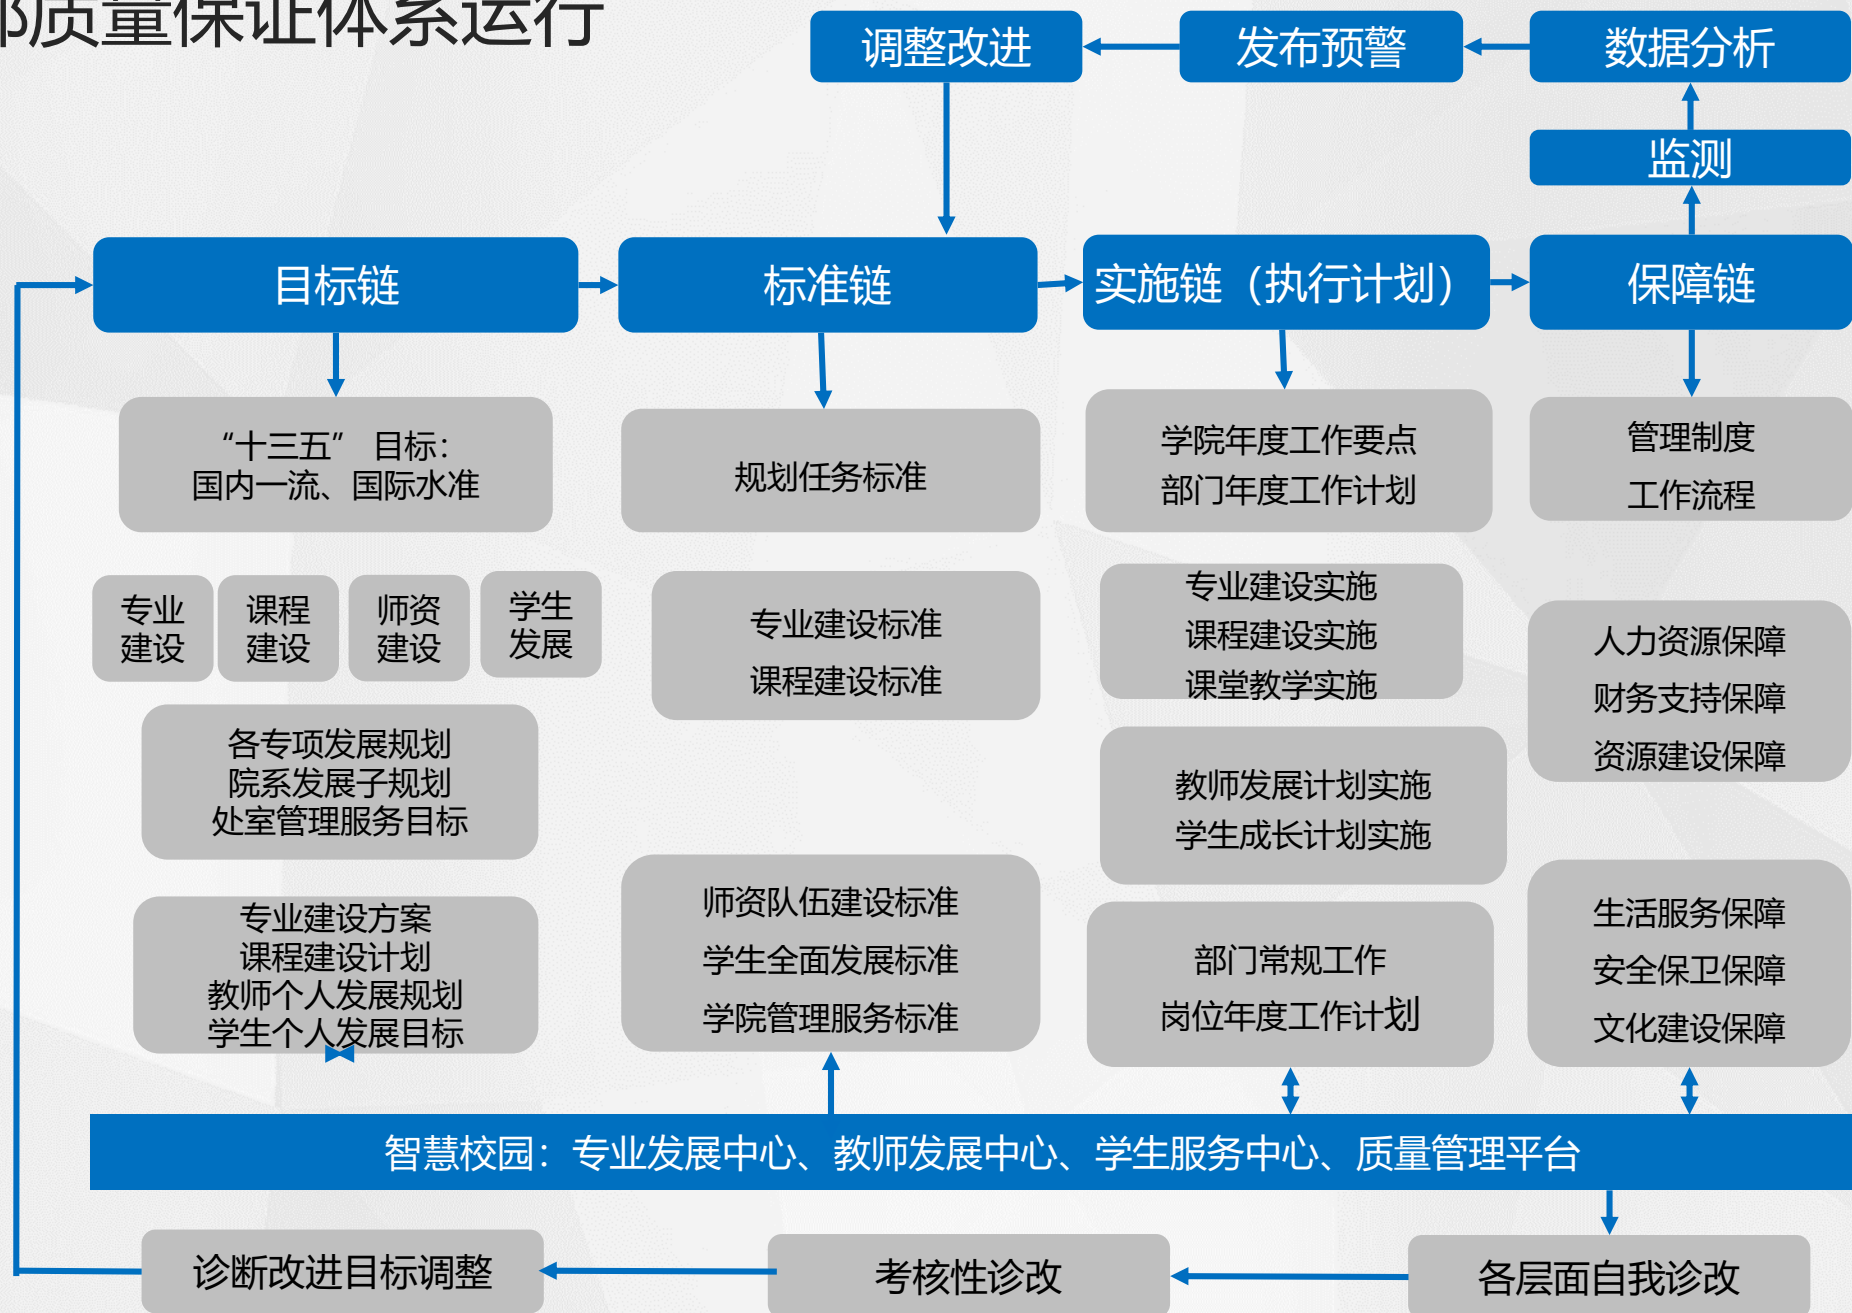 部质量保证体系运行
调整改进
发布预警
数据分析
监测
目标链
标准链
实施链（执行计划）
保障链
“十三五” 目标：
国内一流、国际水准
规划任务标准
学院年度工作要点
部门年度工作计划
管理制度
工作流程
专业
建设
课程
建设
师资
建设
学生
发展
专业建设标准
课程建设标准
专业建设实施
课程建设实施
课堂教学实施
人力资源保障
财务支持保障
资源建设保障
各专项发展规划
院系发展子规划
处室管理服务目标
教师发展计划实施
学生成长计划实施
专业建设方案
课程建设计划
教师个人发展规划
学生个人发展目标
师资队伍建设标准
学生全面发展标准
学院管理服务标准
部门常规工作
岗位年度工作计划
生活服务保障
安全保卫保障
文化建设保障
智慧校园：专业发展中心、教师发展中心、学生服务中心、质量管理平台
诊断改进目标调整
考核性诊改
各层面自我诊改